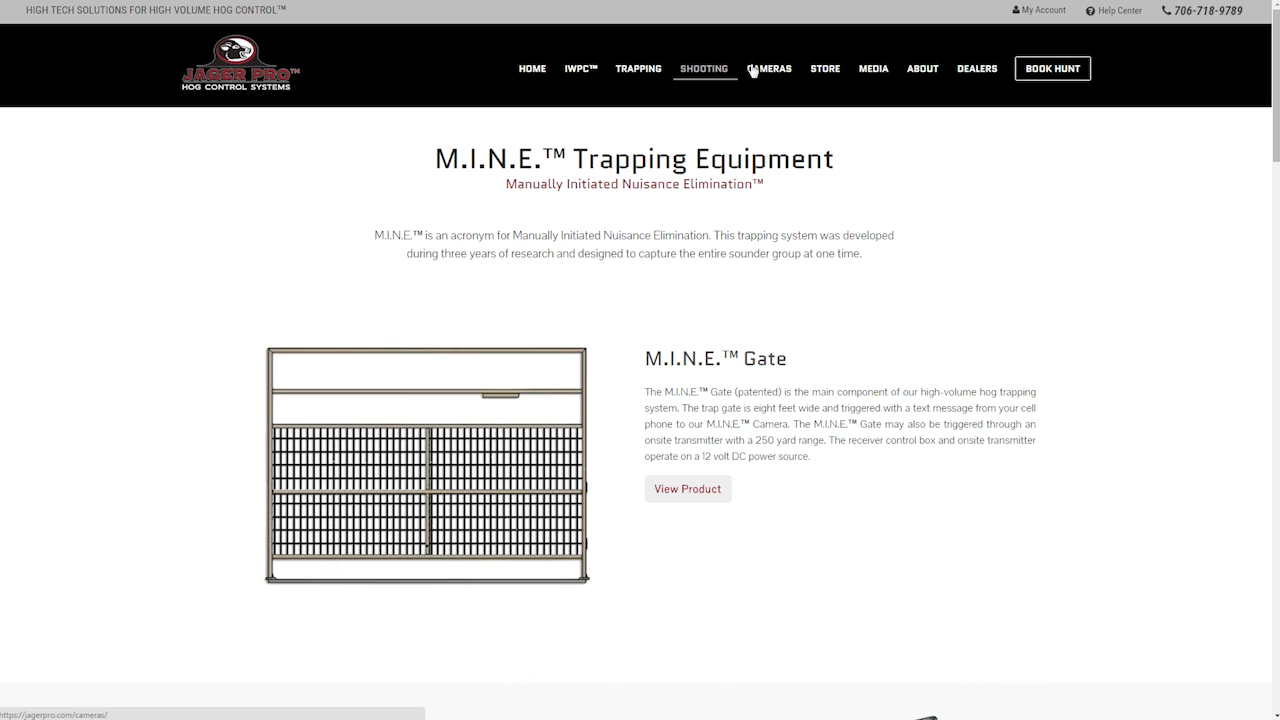 HIGH TECH SOLUTIONS FOR HIGH VOLUME HOG CONTROL™
My Account
Help Center
706-718-9789
JAGER PRO™
HOG CONTROL SYSTEMS
HOME
IWPC™
TRAPPING
SHOOTING
CAMERAS
STORE
MEDIA
ABOUT
DEALERS
BOOK HUNT
M.I.N.E.™ Trapping Equipment
Manually Initiated Nuisance Elimination™
M.I.N.E.™ is an acronym for Manually Initiated Nuisance Elimination. This trapping system was developed
during three years of research and designed to capture the entire sounder group at one time.
M.I.N.E.™ Gate
The M.I.N.E.™ Gate (patented) is the main component of our high-volume hog trapping
system. The trap gate is eight feet wide and triggered with a text message from your cell
phone to our M.I.N.E.™ Camera. The M.I.N.E.™ Gate may also be triggered through an
onsite transmitter with a 250 yard range. The receiver control box and onsite transmitter
operate on a 12 volt DC power source.
View Product
https://jagerpro.com/cameras/